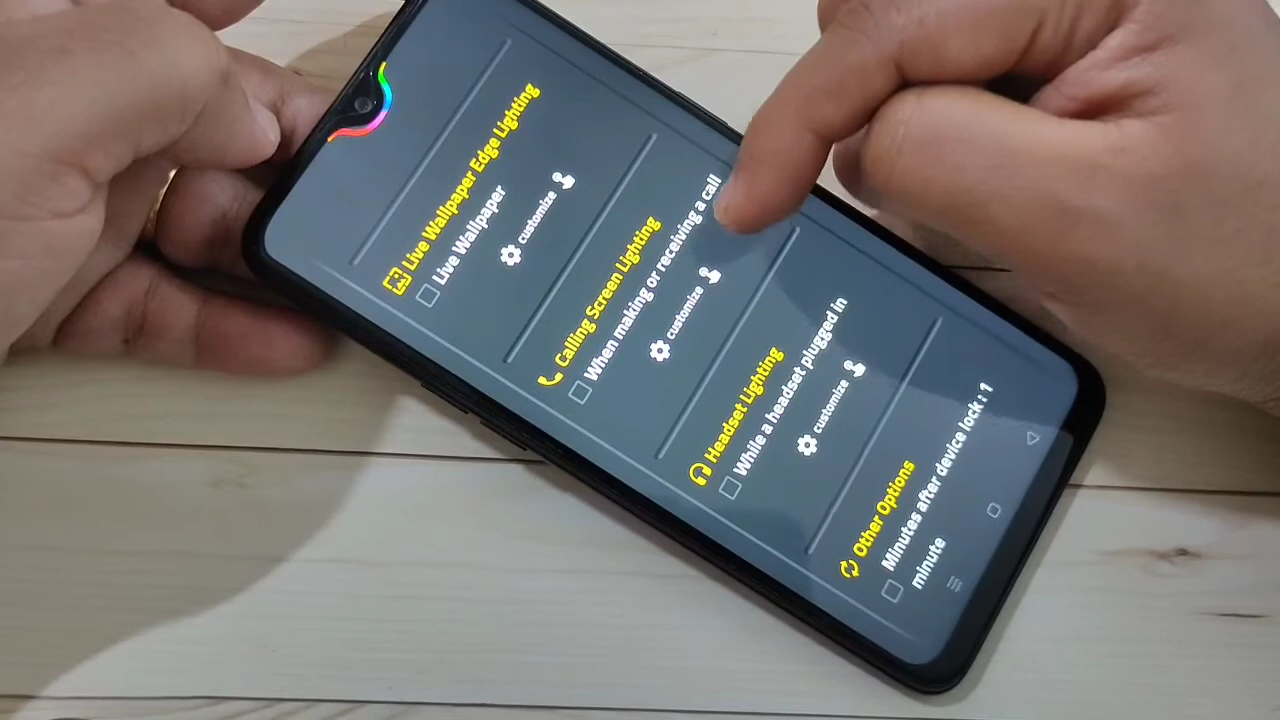 Live Wallpaper Edge Lighting
Live Wallpaper
customize
Calling Screen Lighting
When making or receiving a call
customize
Headset Lighting
While a headset plugged in
customize
Other Options
Minutes after device lock : 1
minute